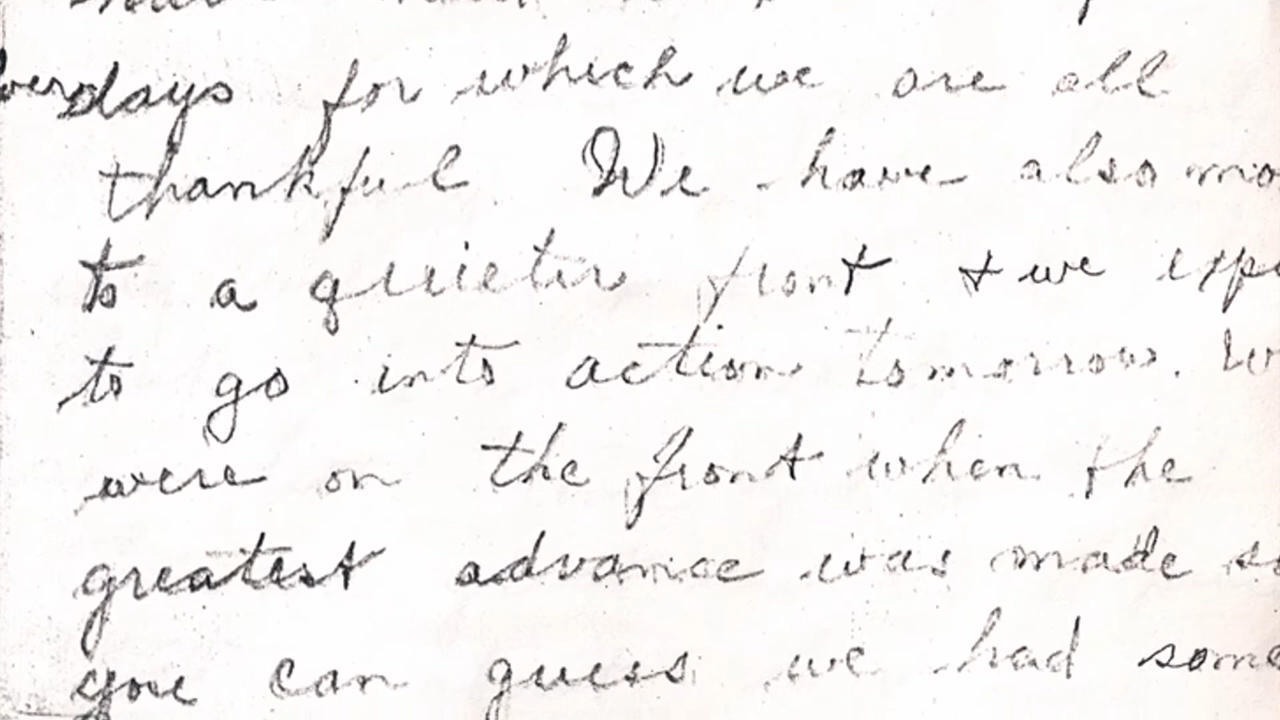 days for which we are all
thankful We have also mo
to a quieter front & we expe
to go into action tomorrow. W
were on the front when the
greatest advance was made so
you can guess we had some